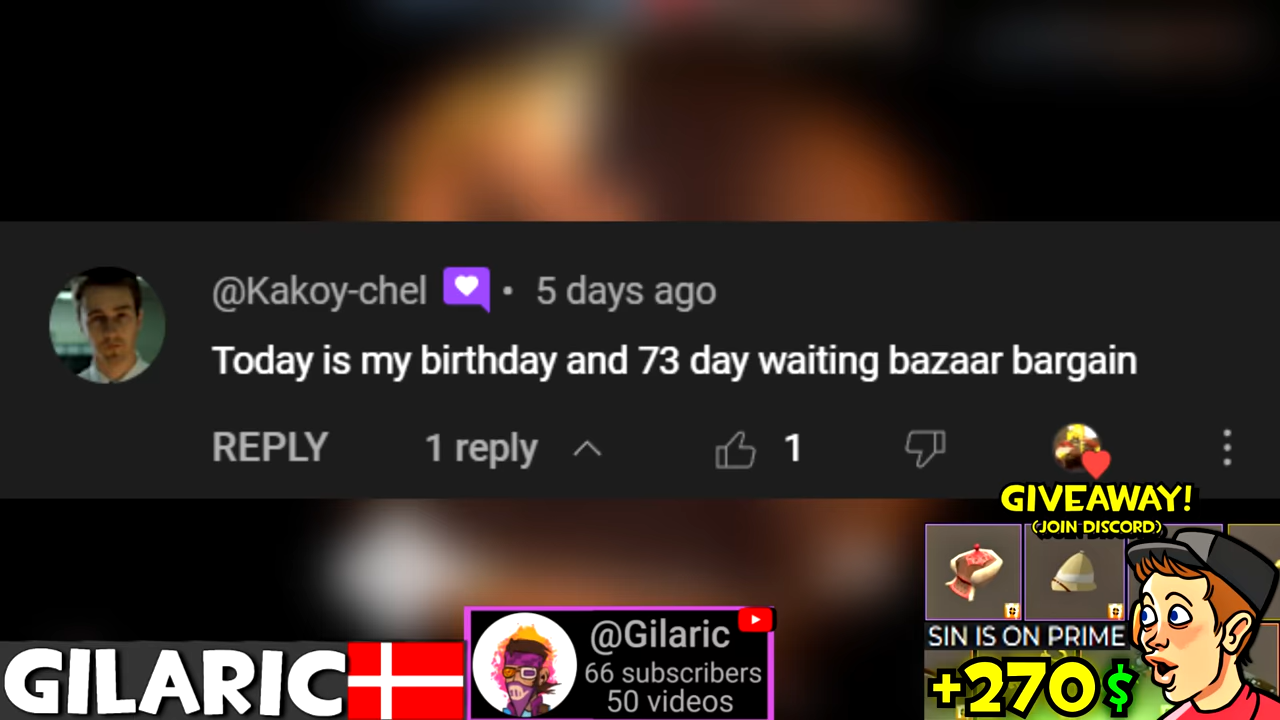 @Kakoy-chel • 5 days ago
Today is my birthday and 73 day waiting bazaar bargain
REPLY 1 reply 1
GIVEAWAY!
(JOIN DISCORD)
SIN IS ON PRIME
+270$
GILARIC
@Gilaric
66 subscribers
50 videos